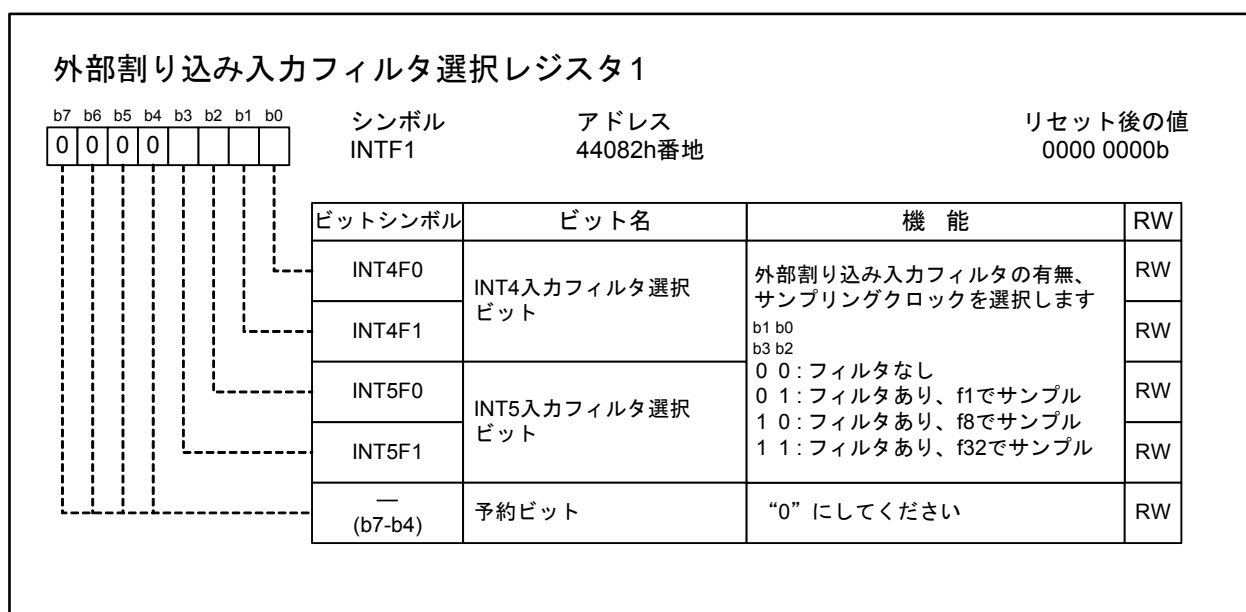 外部割り込み入力フィルタ選択レジスタ1
b7 b6 b5 b4 b3 b2 b1 b0
0 0 0 0
シンボル アドレス リセット後の値
INTF1 44082h番地 0000 0000b
ビットシンボル ビット名 機 能 RW
INT4F0 RW
INT4F1 RW
INT4入力フィルタ選択
ビット
INT5F0 RW
INT5F1 RW
INT5入力フィルタ選択
ビット
外部割り込み入力フィルタの有無、
サンプリングクロックを選択します
b1 b0
b3 b2
0 0 : フィルタなし
0 1 : フィルタあり、f1でサンプル
1 0 : フィルタあり、f8でサンプル
1 1 : フィルタあり、f32でサンプル
—
(b7-b4) 予約ビット “0”にしてください RW